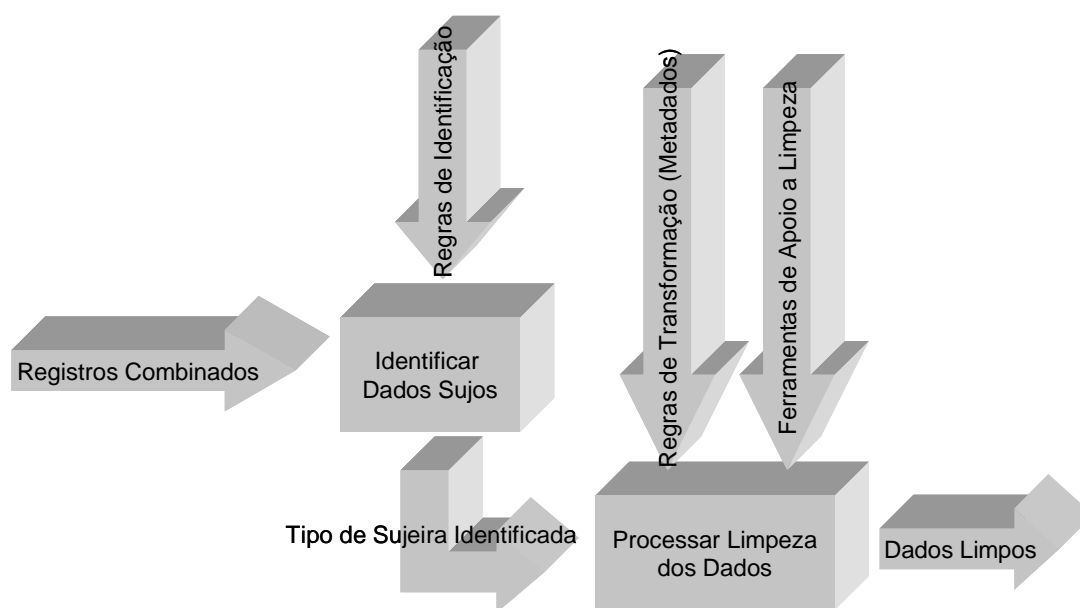 Regras de Identificação
Regras de Transformação (Metadados)
Ferramentas de Apoio a Limpeza
Registros Combinados
Identificar
Dados Sujos
Tipo de Sujeira Identificada
Processar Limpeza
dos Dados
Dados Limpos